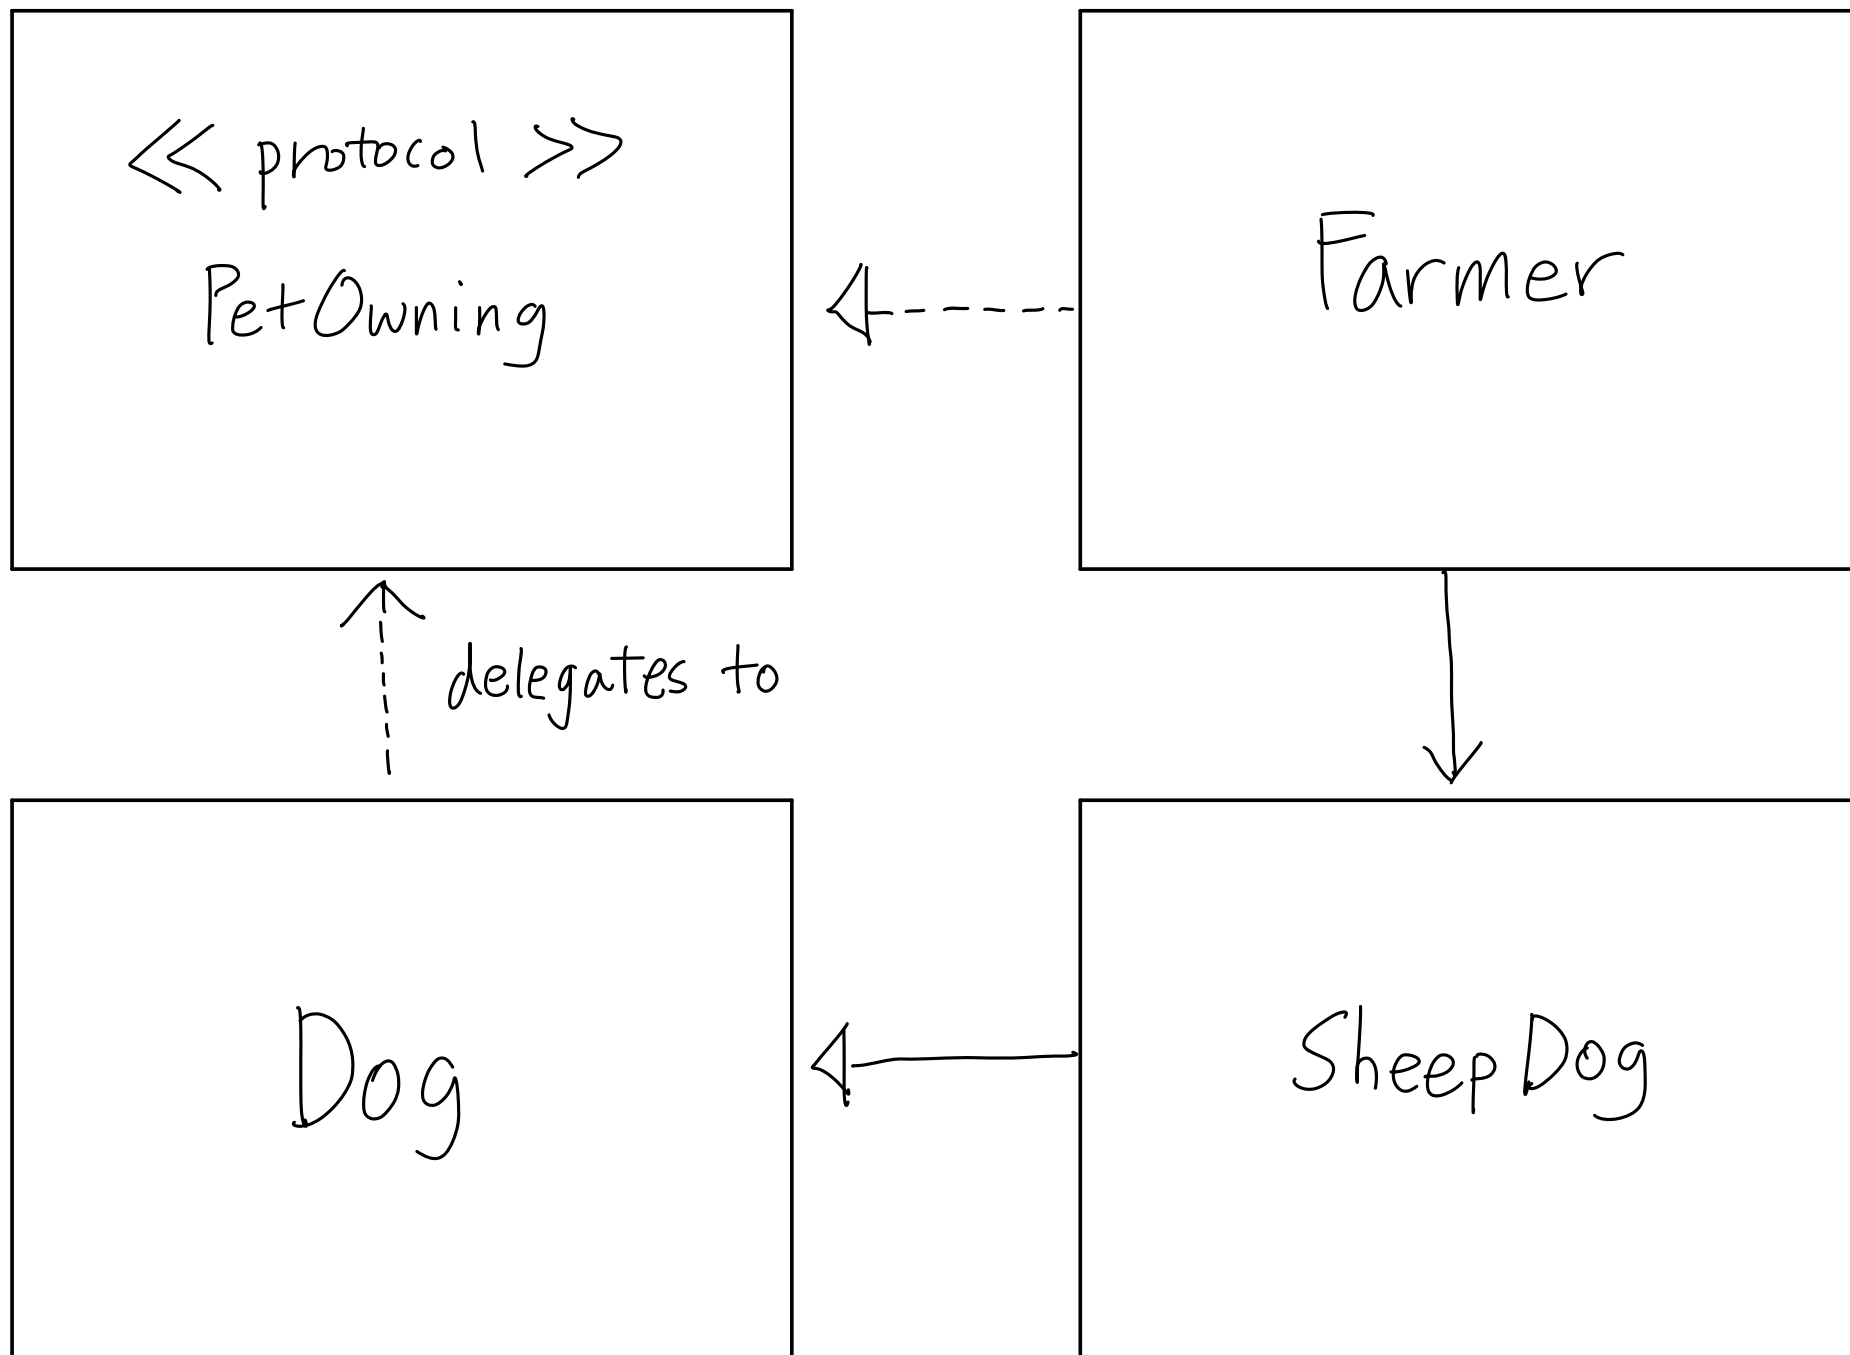 << protocol >>
PetOwning
Farmer
delegates to
Dog
SheepDog